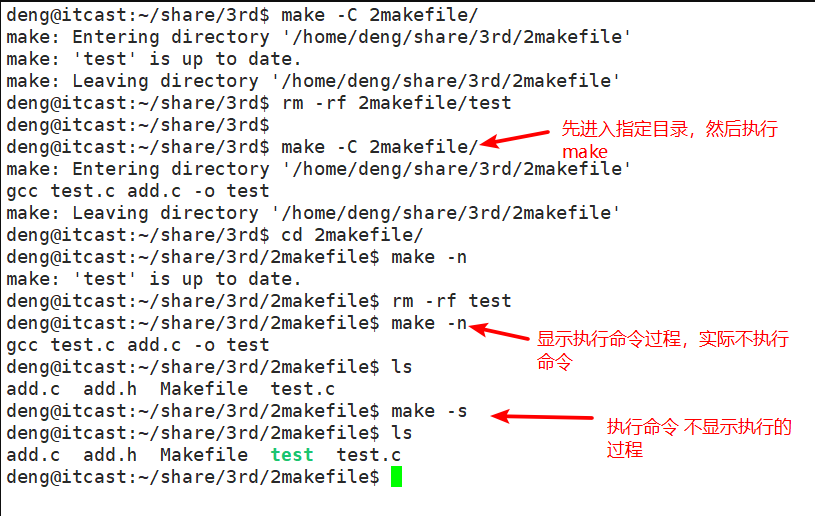 deng@itcast:~/share/3rd$ make -C 2makefile/
make: Entering directory '/home/deng/share/3rd/2makefile'
make: 'test' is up to date.
make: Leaving directory '/home/deng/share/3rd/2makefile'
deng@itcast:~/share/3rd$ rm -rf 2makefile/test
deng@itcast:~/share/3rd$
deng@itcast:~/share/3rd$ make -C 2makefile/
先进入指定目录，然后执行
make
make: Entering directory '/home/deng/share/3rd/2makefile'
gcc test.c add.c -o test
make: Leaving directory '/home/deng/share/3rd/2makefile'
deng@itcast:~/share/3rd$ cd 2makefile/
deng@itcast:~/share/3rd/2makefile$ make -n
make: 'test' is up to date.
deng@itcast:~/share/3rd/2makefile$ rm -rf test
deng@itcast:~/share/3rd/2makefile$ make -n
显示执行命令过程，实际不执行
命令
gcc test.c add.c -o test
deng@itcast:~/share/3rd/2makefile$ ls
add.c  add.h  Makefile  test.c
deng@itcast:~/share/3rd/2makefile$ make -s
执行命令 不显示执行的
过程
deng@itcast:~/share/3rd/2makefile$ ls
add.c  add.h  Makefile  test  test.c
deng@itcast:~/share/3rd/2makefile$